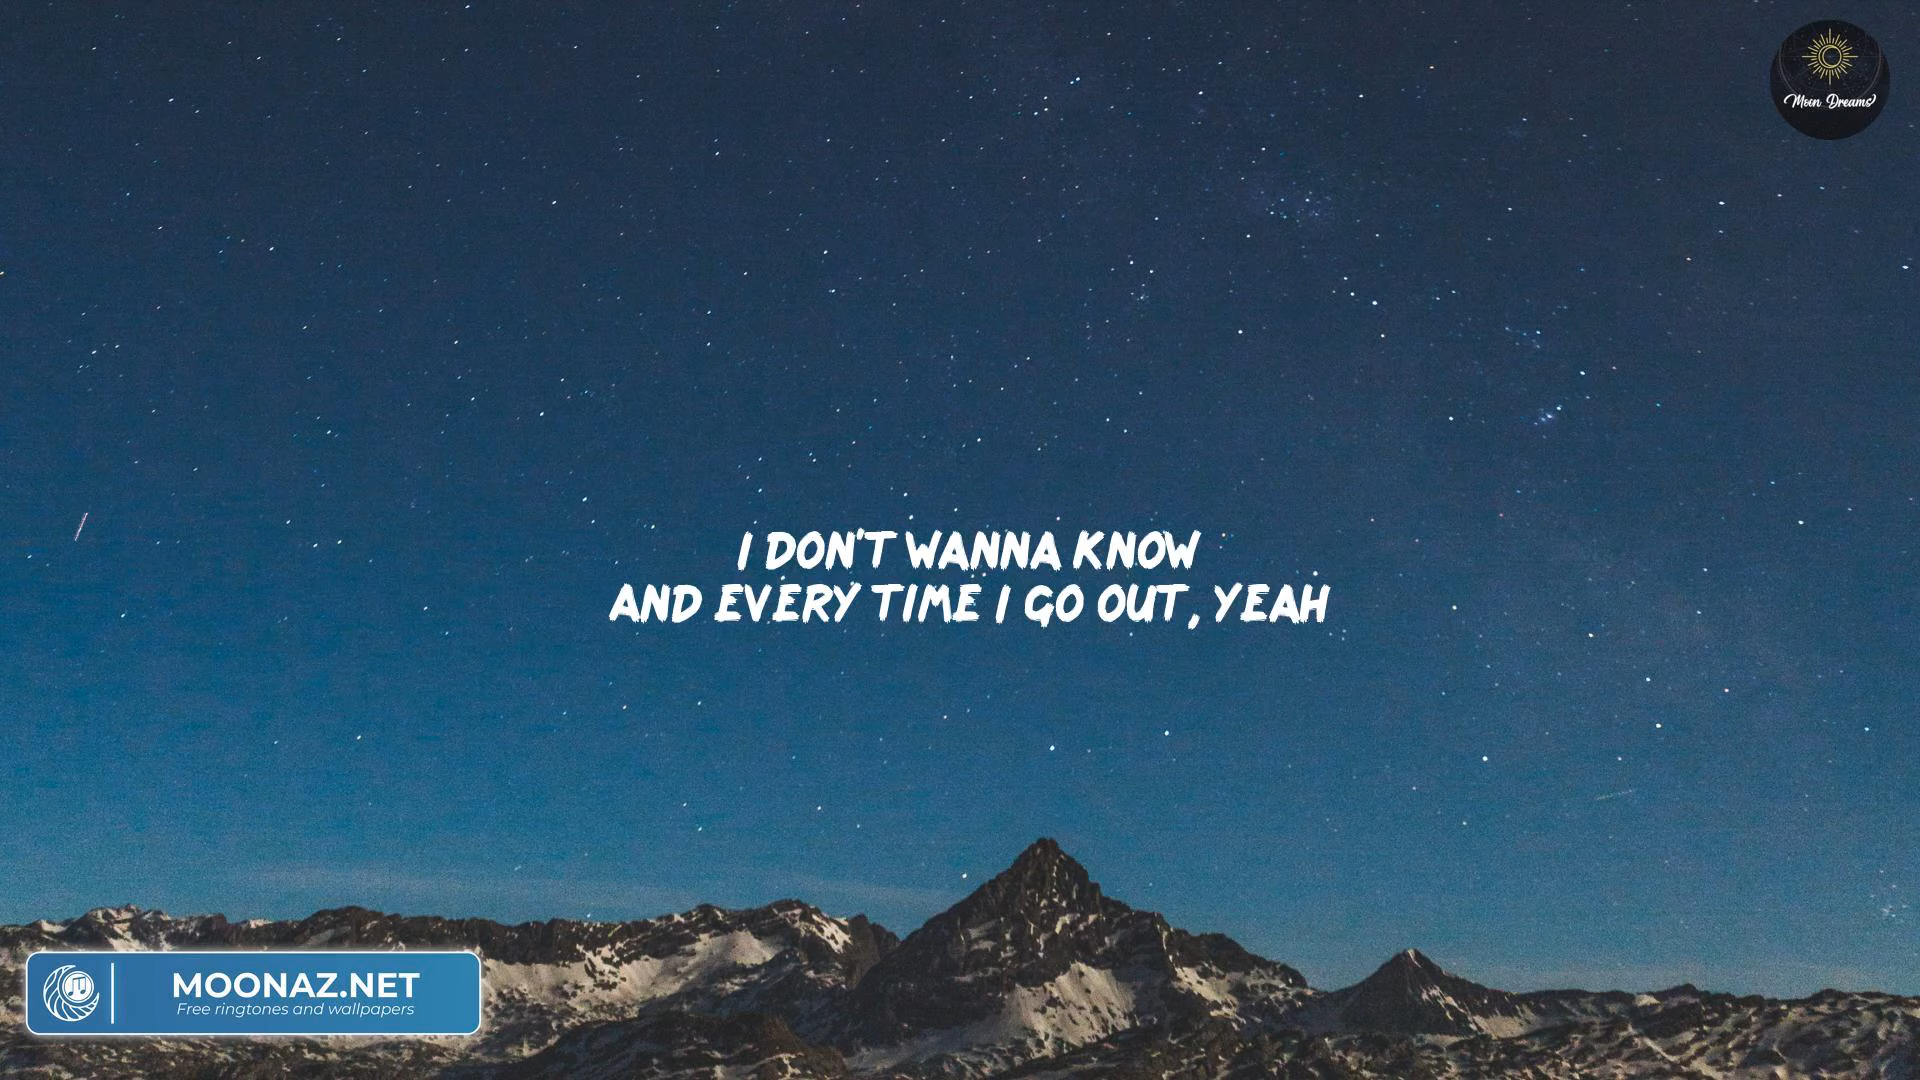 Moon Dreams
I DON'T WANNA KNOW
AND EVERY TIME I GO OUT, YEAH
MOONAZ.NET
Free ringtones and wallpapers